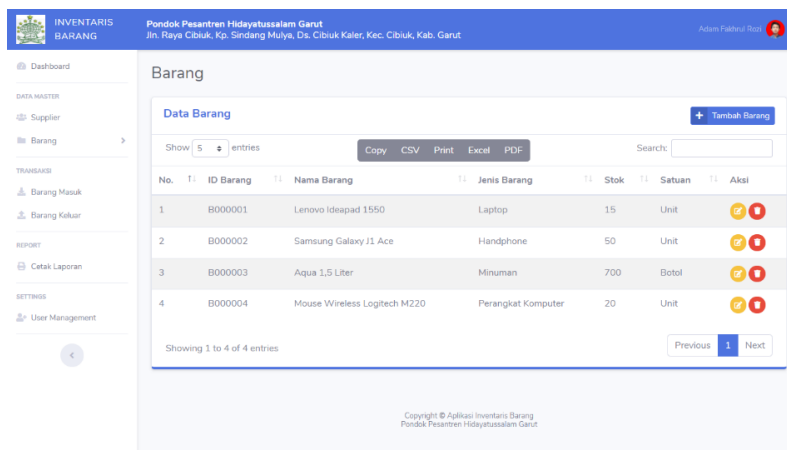 INVENTARIS
BARANG
Pondok Pesantren Hidayatussalam Garut
Jln. Raya Cibiuk, Kp. Sindang Mulya, Ds. Cibiuk Kaler, Kec. Cibiuk, Kab. Garut
Adam Fakhrul Rozi
Dashboard
DATA MASTER
Supplier
Barang
TRANSAKSI
Barang Masuk
Barang Keluar
REPORT
Cetak Laporan
SETTINGS
User Management
Barang
Data Barang
+ Tambah Barang
Show 5 entries
Copy CSV Print Excel PDF
Search:
No. ID Barang Nama Barang Jenis Barang Stok Satuan Aksi
1 B000001 Lenovo Ideapad 1550 Laptop 15 Unit
2 B000002 Samsung Galaxy J1 Ace Handphone 50 Unit
3 B000003 Aqua 1,5 Liter Minuman 700 Botol
4 B000004 Mouse Wireless Logitech M220 Perangkat Komputer 20 Unit
Showing 1 to 4 of 4 entries
Previous 1 Next
Copyright © Aplikasi Inventaris Barang
Pondok Pesantren Hidayatussalam Garut